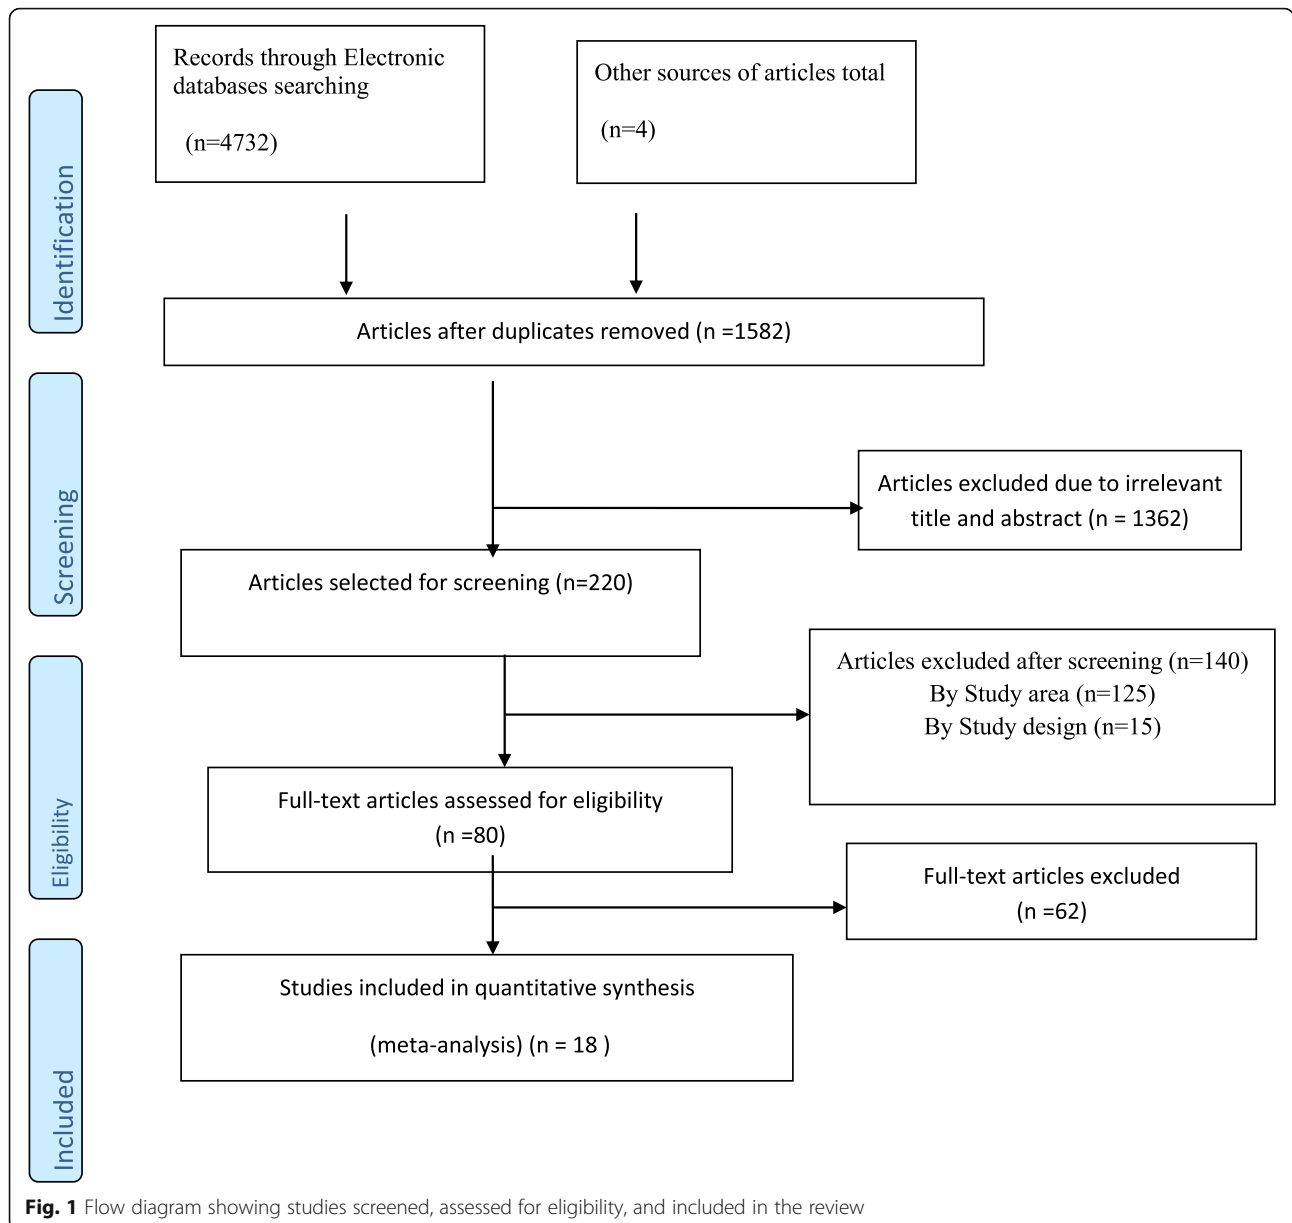 Records through Electronic
databases searching
(n=4732)
Other sources of articles total
(n=4)
Identification
Articles after duplicates removed (n =1582)
Screening
Articles excluded due to irrelevant
title and abstract (n = 1362)
Articles selected for screening (n=220)
Articles excluded after screening (n=140)
By Study area (n=125)
By Study design (n=15)
Eligibility
Full-text articles assessed for eligibility
(n =80)
Full-text articles excluded
(n =62)
Included
Studies included in quantitative synthesis
(meta-analysis) (n = 18 )
Fig. 1 Flow diagram showing studies screened, assessed for eligibility, and included in the review